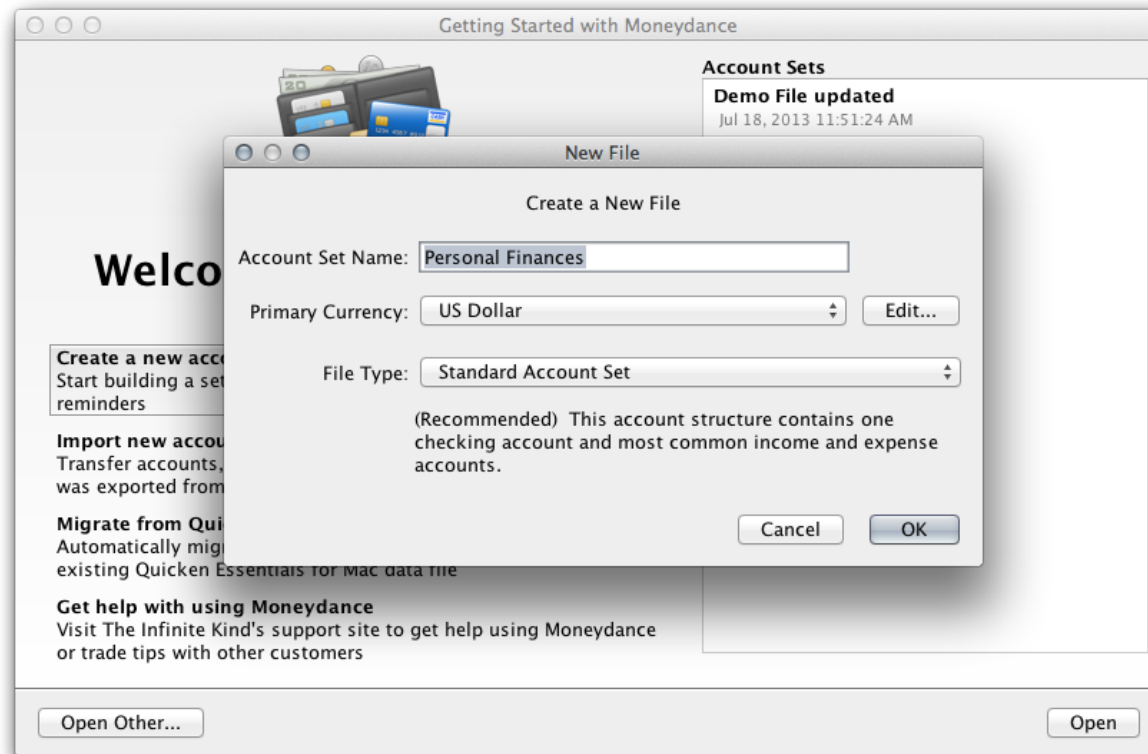 Getting Started with Moneydance
Account Sets
Demo File updated
Jul 18, 2013 11:51:24 AM
20
New File
Create a New File
Account Set Name: Personal Finances
Primary Currency: US Dollar Edit...
File Type: Standard Account Set
(Recommended) This account structure contains one
checking account and most common income and expense
accounts.
Cancel OK
Welco
Create a new acco
Start building a set
reminders
Import new accou
Transfer accounts,
was exported from
Migrate from Qui
Automatically mig
existing Quicken Essentials for Mac data file
Get help with using Moneydance
Visit The Infinite Kind's support site to get help using Moneydance
or trade tips with other customers
Open Other... Open